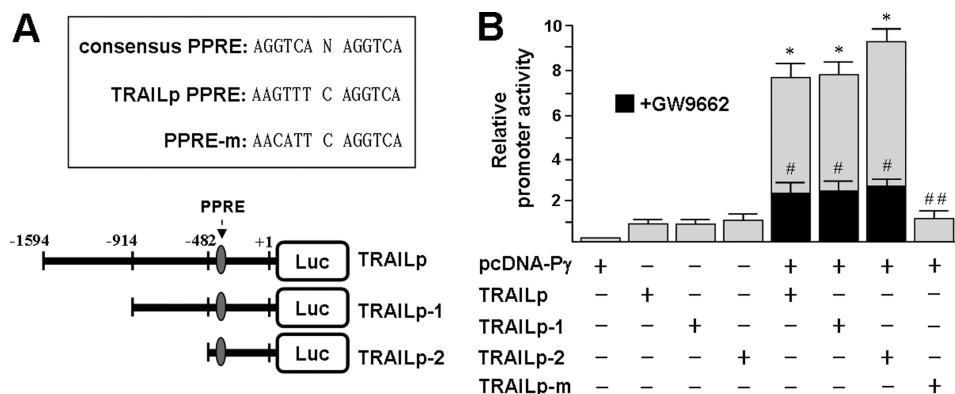 A
consensus PPRE: AGGTCA N AGGTCA
TRAILp PPRE: AAGTTT C AGGTCA
PPRE-m: AACATT C AGGTCA
PPRE
-1594 -914 -482 +1
Luc TRAILp
Luc TRAILp-1
Luc TRAILp-2
B
Relative
promoter activity
10
8
6
4
2
+GW9662
* * *
# # # ##
pcDNA-Pγ + − − − + + + +
TRAILp − + − − + − − −
TRAILp-1 − − + − − + − −
TRAILp-2 − − − + − − + −
TRAILp-m − − − − − − − +